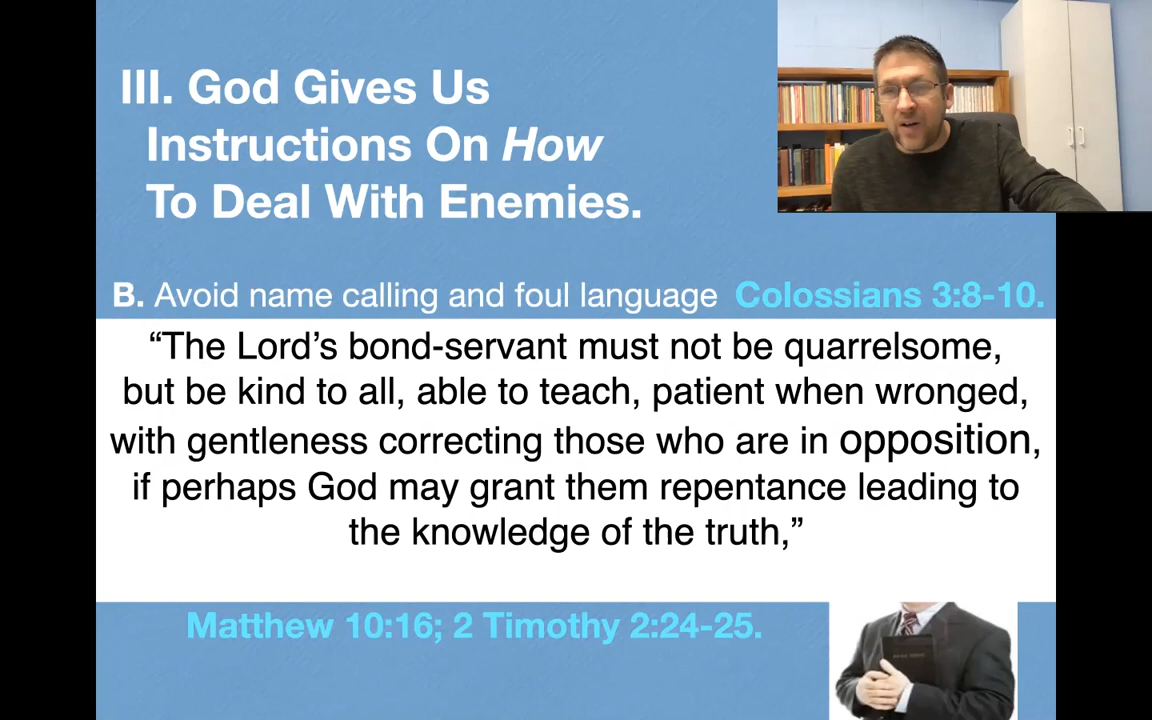 III. God Gives Us
Instructions On How
To Deal With Enemies.
B. Avoid name calling and foul language Colossians 3:8-10.
“The Lord’s bond-servant must not be quarrelsome,
but be kind to all, able to teach, patient when wronged,
with gentleness correcting those who are in opposition,
if perhaps God may grant them repentance leading to
the knowledge of the truth,”
Matthew 10:16; 2 Timothy 2:24-25.